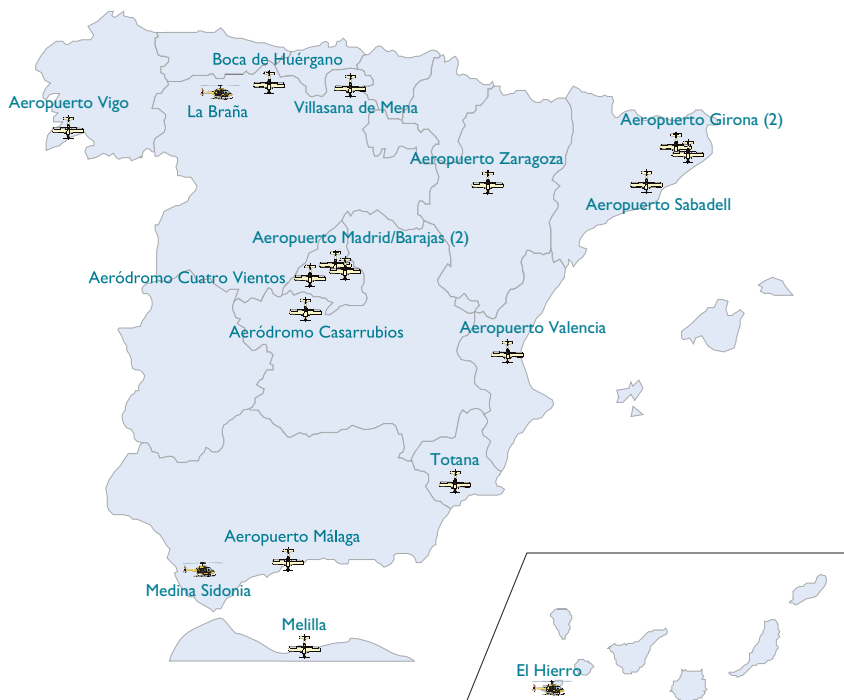 Boca de Huérgano
Aeropuerto Vigo
La Braña
Villasana de Mena
Aeropuerto Girona (2)
Aeropuerto Zaragoza
Aeropuerto Sabadell
Aeropuerto Madrid/Barajas (2)
Aeródromo Cuatro Vientos
Aeródromo Casarrubios
Aeropuerto Valencia
Totana
Aeropuerto Málaga
Medina Sidonia
Melilla
El Hierro